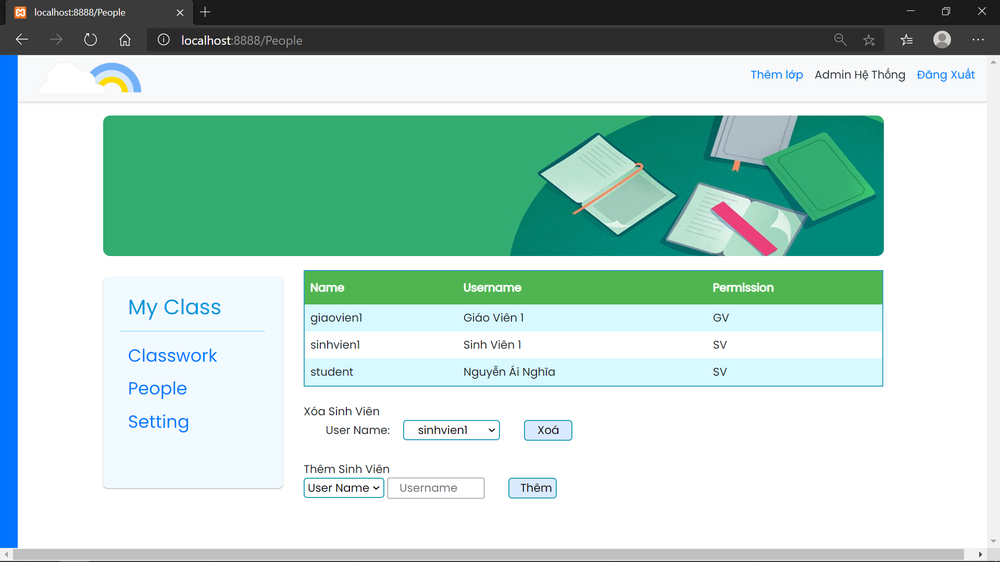 localhost:8888/People
localhost:8888/People
Thêm lớp Admin Hệ Thống Đăng Xuất
My Class
Classwork
People
Setting
Name Username Permission
giaovien1 Giáo Viên 1 GV
sinhvien1 Sinh Viên 1 SV
student Nguyễn Ái Nghĩa SV
Xóa Sinh Viên
User Name: sinhvien1 Xoá
Thêm Sinh Viên
User Name Username Thêm